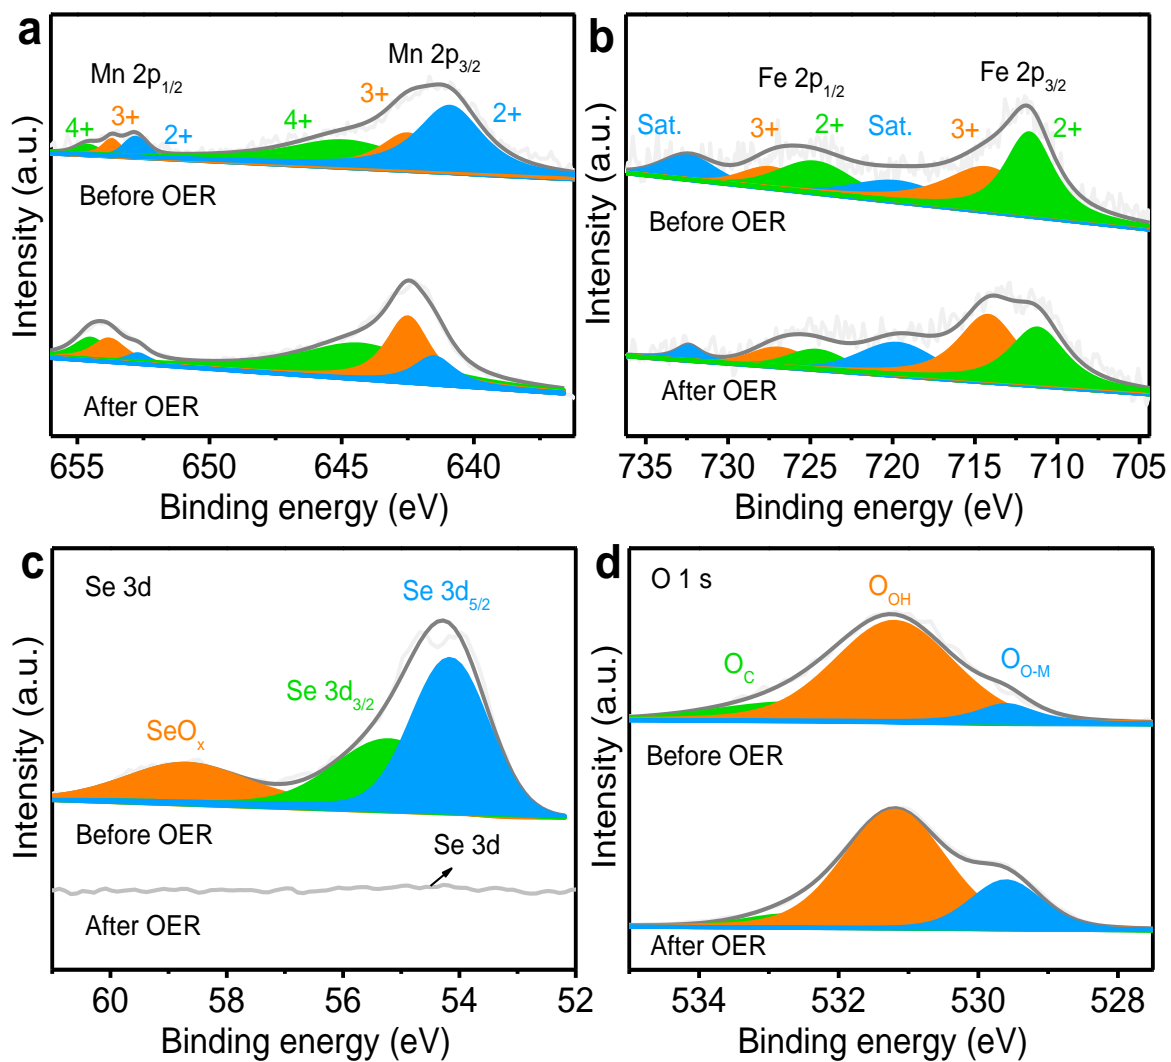 a
Mn 2p1/2
Mn 2p3/2
4+
3+
2+
4+
3+
2+
Before OER
After OER
Intensity (a.u.)
655
650
645
640
Binding energy (eV)
b
Fe 2p1/2
Fe 2p3/2
Sat.
3+
2+
Sat.
3+
2+
Before OER
After OER
Intensity (a.u.)
735
730
725
720
715
710
705
Binding energy (eV)
c
Se 3d
Se 3d5/2
Se 3d3/2
SeOx
Before OER
Se 3d
After OER
Intensity (a.u.)
60
58
56
54
52
Binding energy (eV)
d
O 1 s
OOH
OC
OO-M
Before OER
After OER
Intensity (a.u.)
534
532
530
528
Binding energy (eV)